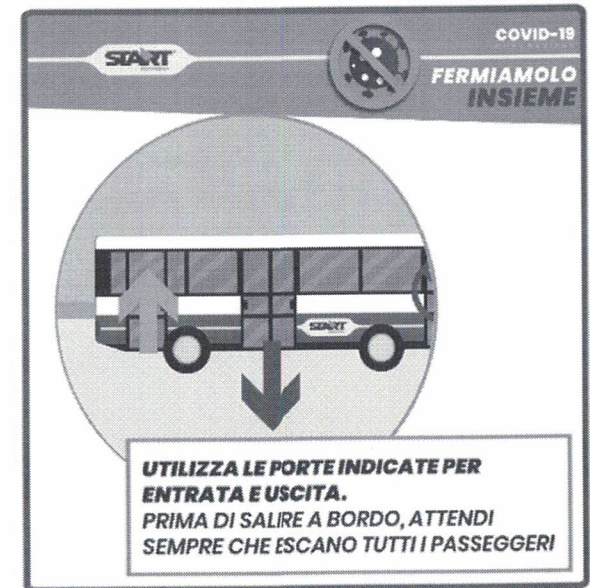 START
COVID-19
FERMIAMOLO
INSIEME
START
UTILIZZA LE PORTE INDICATE PER
ENTRATA E USCITA.
PRIMA DI SALIRE A BORDO, ATTENDI
SEMPRE CHE ESCANO TUTTI I PASSEGGERI